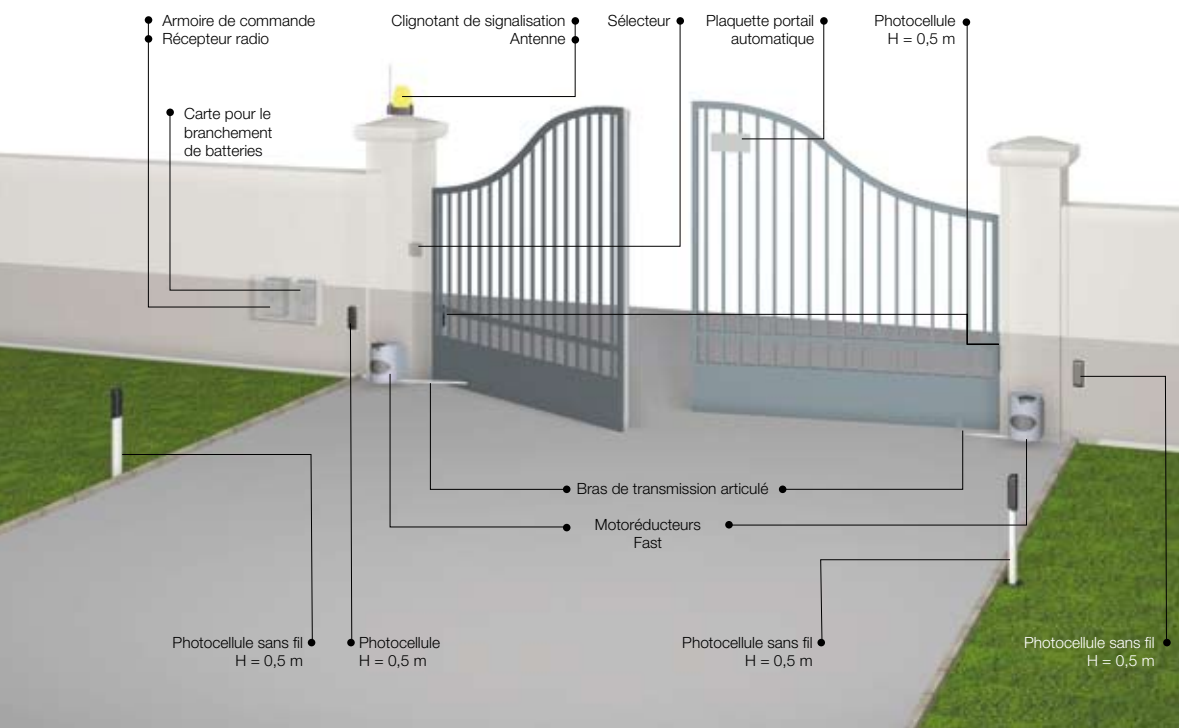 Armoire de commande
Récepteur radio
Clignotant de signalisation
Antenne
Sélecteur
Plaquette portail
automatique
Photocellule
H = 0,5 m
Carte pour le
branchement
de batteries
Bras de transmission articulé
Motoréducteurs
Fast
Photocellule sans fil
H = 0,5 m
Photocellule
H = 0,5 m
Photocellule sans fil
H = 0,5 m
Photocellule sans fil
H = 0,5 m